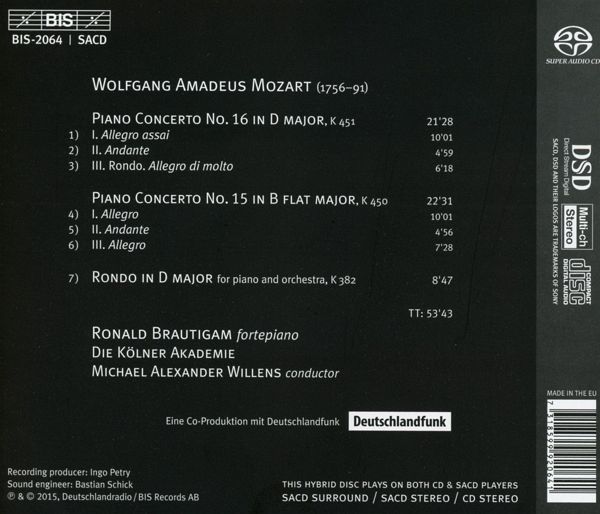 BIS
BIS-2064 | SACD
WOLFGANG AMADEUS MOZART (1756–91)
PIANO CONCERTO NO. 16 IN D MAJOR, K 451 21'28
1) I. Allegro assai 10'01
2) II. Andante 4'59
3) III. Rondo. Allegro di molto 6'18
PIANO CONCERTO NO. 15 IN B FLAT MAJOR, K 450 22'31
4) I. Allegro 10'01
5) II. Andante 4'56
6) III. Allegro 7'28
7) RONDO IN D MAJOR for piano and orchestra, K 382 8'47
TT: 53'43
RONALD BRAUTIGAM fortepiano
DIE KÖLNER AKADEMIE
MICHAEL ALEXANDER WILLENS conductor
Eine Co-Produktion mit Deutschlandfunk Deutschlandfunk
Recording producer: Ingo Petry
Sound engineer: Bastian Schick
℗ & © 2015, Deutschlandradio / BIS Records AB
THIS HYBRID DISC PLAYS ON BOTH CD & SACD PLAYERS
SACD SURROUND / SACD STEREO / CD STEREO
SUPER AUDIO CD
DSD
Direct Stream Digital
Multi-ch
Stereo
COMPACT
disc
DIGITAL AUDIO
SACD, DSD AND THEIR LOGOS ARE TRADEMARKS OF SONY
MADE IN THE EU